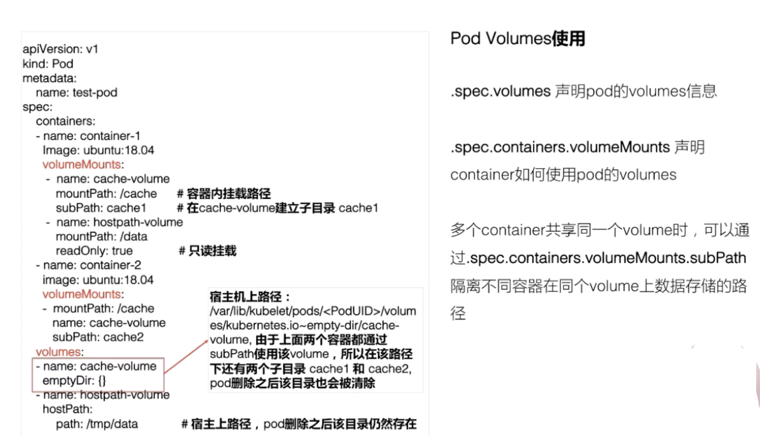 apiVersion: v1
kind: Pod
metadata:
name: test-pod
spec:
containers:
- name: container-1
Image: ubuntu:18.04
volumeMounts:
- name: cache-volume
mountPath: /cache # 容器内挂载路径
subPath: cache1 # 在cache-volume建立子目录 cache1
- name: hostpath-volume
mountPath: /data
readOnly: true # 只读挂载
- name: container-2
image: ubuntu:18.04
volumeMounts:
- mountPath: /cache
name: cache-volume
subPath: cache2
volumes:
- name: cache-volume
emptyDir: {}
- name: hostpath-volume
hostPath:
path: /tmp/data # 宿主上路径，pod删除之后该目录仍然存在
宿主机上路径：
/var/lib/kubelet/pods/<PodUID>/volum
es/kubernetes.io~empty-dir/cache-
volume, 由于上面两个容器都通过
subPath使用该volume，所以在该路径
下还有两个子目录 cache1 和 cache2,
pod删除之后该目录也会被清除
Pod Volumes使用
.spec.volumes 声明pod的volumes信息
.spec.containers.volumeMounts 声明
container如何使用pod的volumes
多个container共享同一个volume时，可以通
过.spec.containers.volumeMounts.subPath
隔离不同容器在同个volume上数据存储的路
径